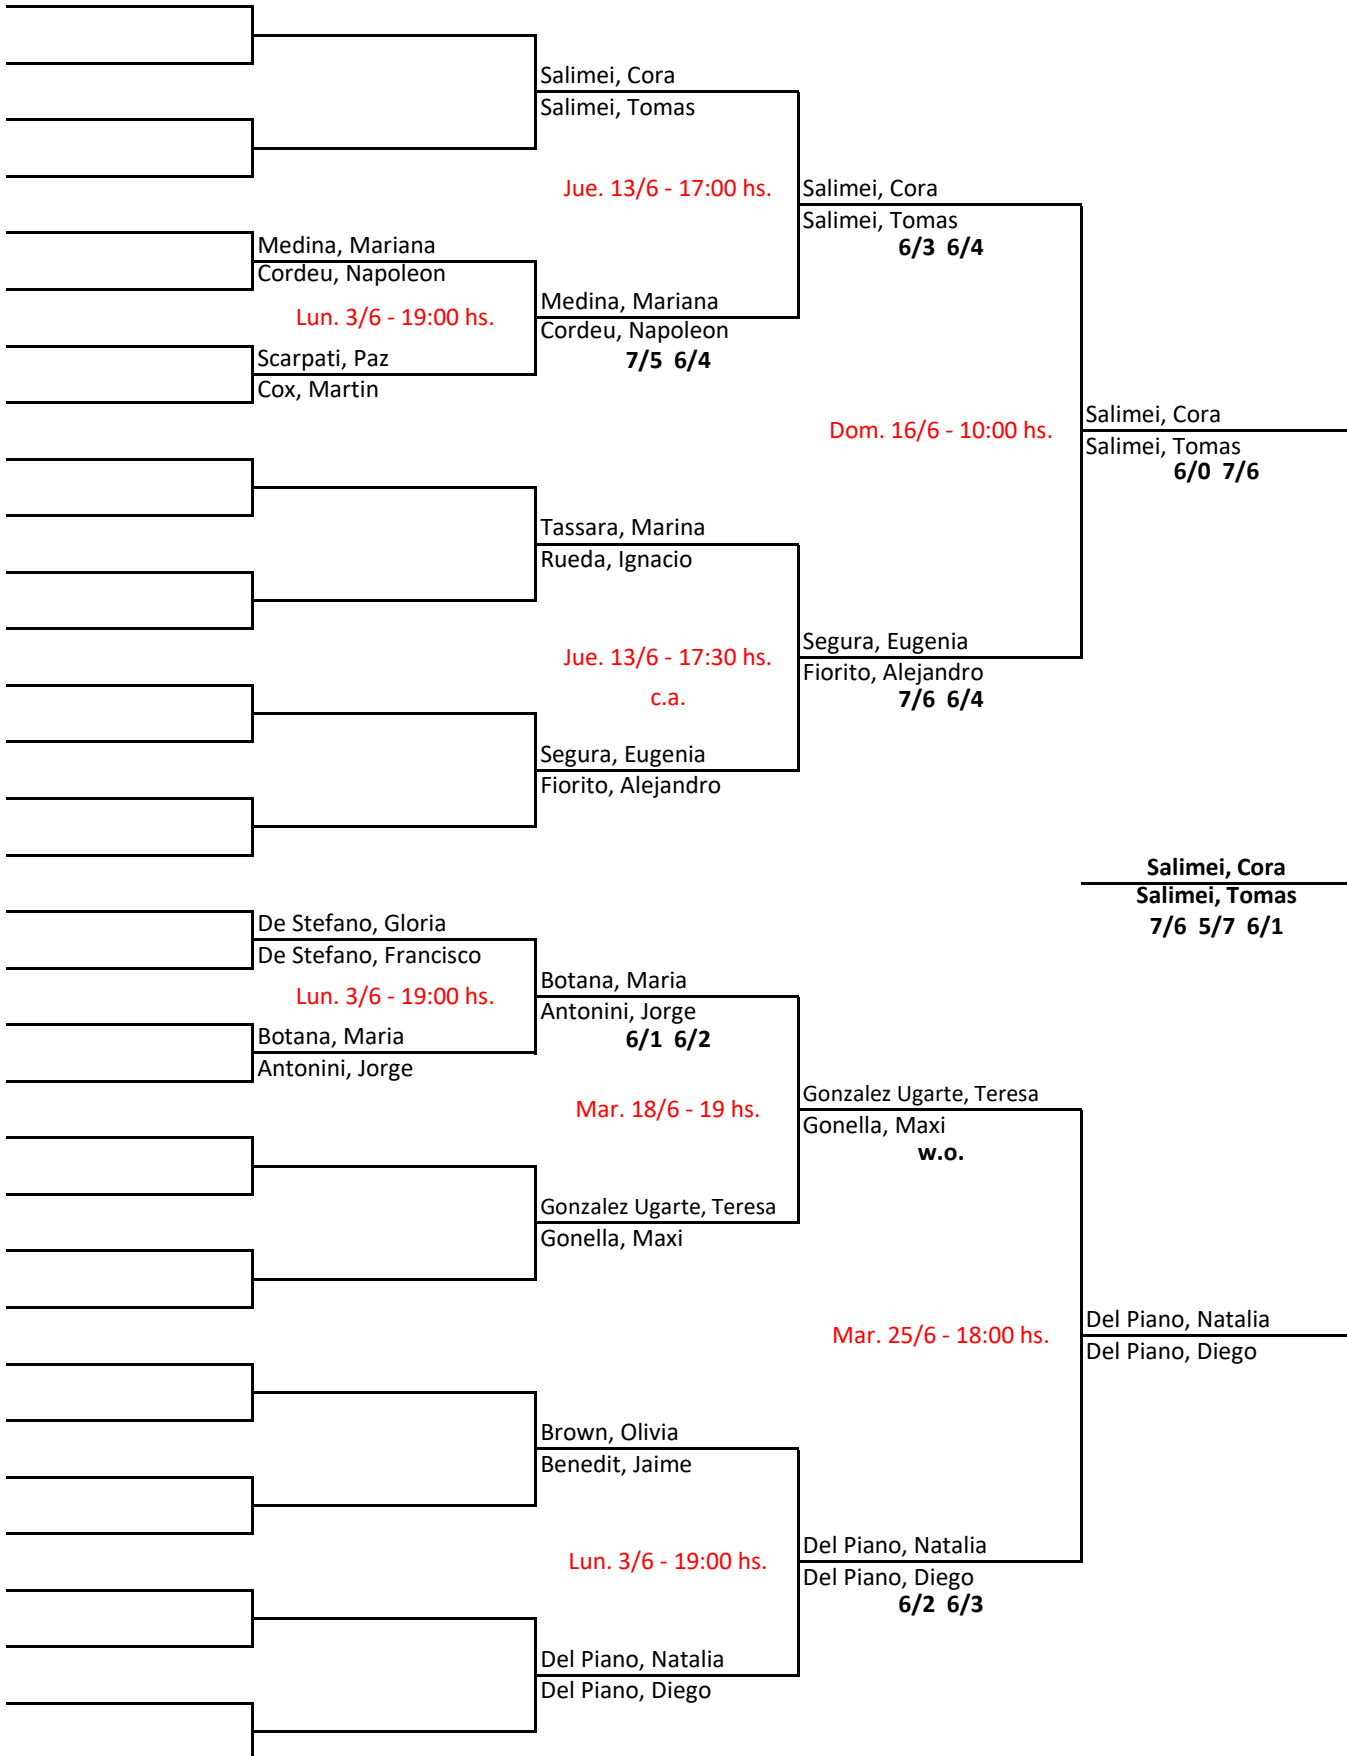 Salimei, Cora
Salimei, Tomas
Jue. 13/6 - 17:00 hs.
Salimei, Cora
Salimei, Tomas
6/3 6/4
Medina, Mariana
Cordeu, Napoleon
Lun. 3/6 - 19:00 hs.
Medina, Mariana
Cordeu, Napoleon
7/5 6/4
Scarpati, Paz
Cox, Martin
Dom. 16/6 - 10:00 hs.
Salimei, Cora
Salimei, Tomas
6/0 7/6
Tassara, Marina
Rueda, Ignacio
Jue. 13/6 - 17:30 hs.
c.a.
Segura, Eugenia
Fiorito, Alejandro
7/6 6/4
Segura, Eugenia
Fiorito, Alejandro
Salimei, Cora
Salimei, Tomas
7/6 5/7 6/1
De Stefano, Gloria
De Stefano, Francisco
Lun. 3/6 - 19:00 hs.
Botana, Maria
Antonini, Jorge
6/1 6/2
Botana, Maria
Antonini, Jorge
Mar. 18/6 - 19 hs.
Gonzalez Ugarte, Teresa
Gonella, Maxi
w.o.
Gonzalez Ugarte, Teresa
Gonella, Maxi
Mar. 25/6 - 18:00 hs.
Del Piano, Natalia
Del Piano, Diego
Brown, Olivia
Benedit, Jaime
Lun. 3/6 - 19:00 hs.
Del Piano, Natalia
Del Piano, Diego
6/2 6/3
Del Piano, Natalia
Del Piano, Diego